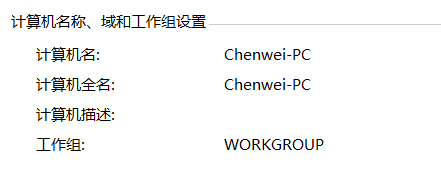 计算机名称、域和工作组设置
计算机名: Chenwei-PC
计算机全名: Chenwei-PC
计算机描述:
工作组: WORKGROUP